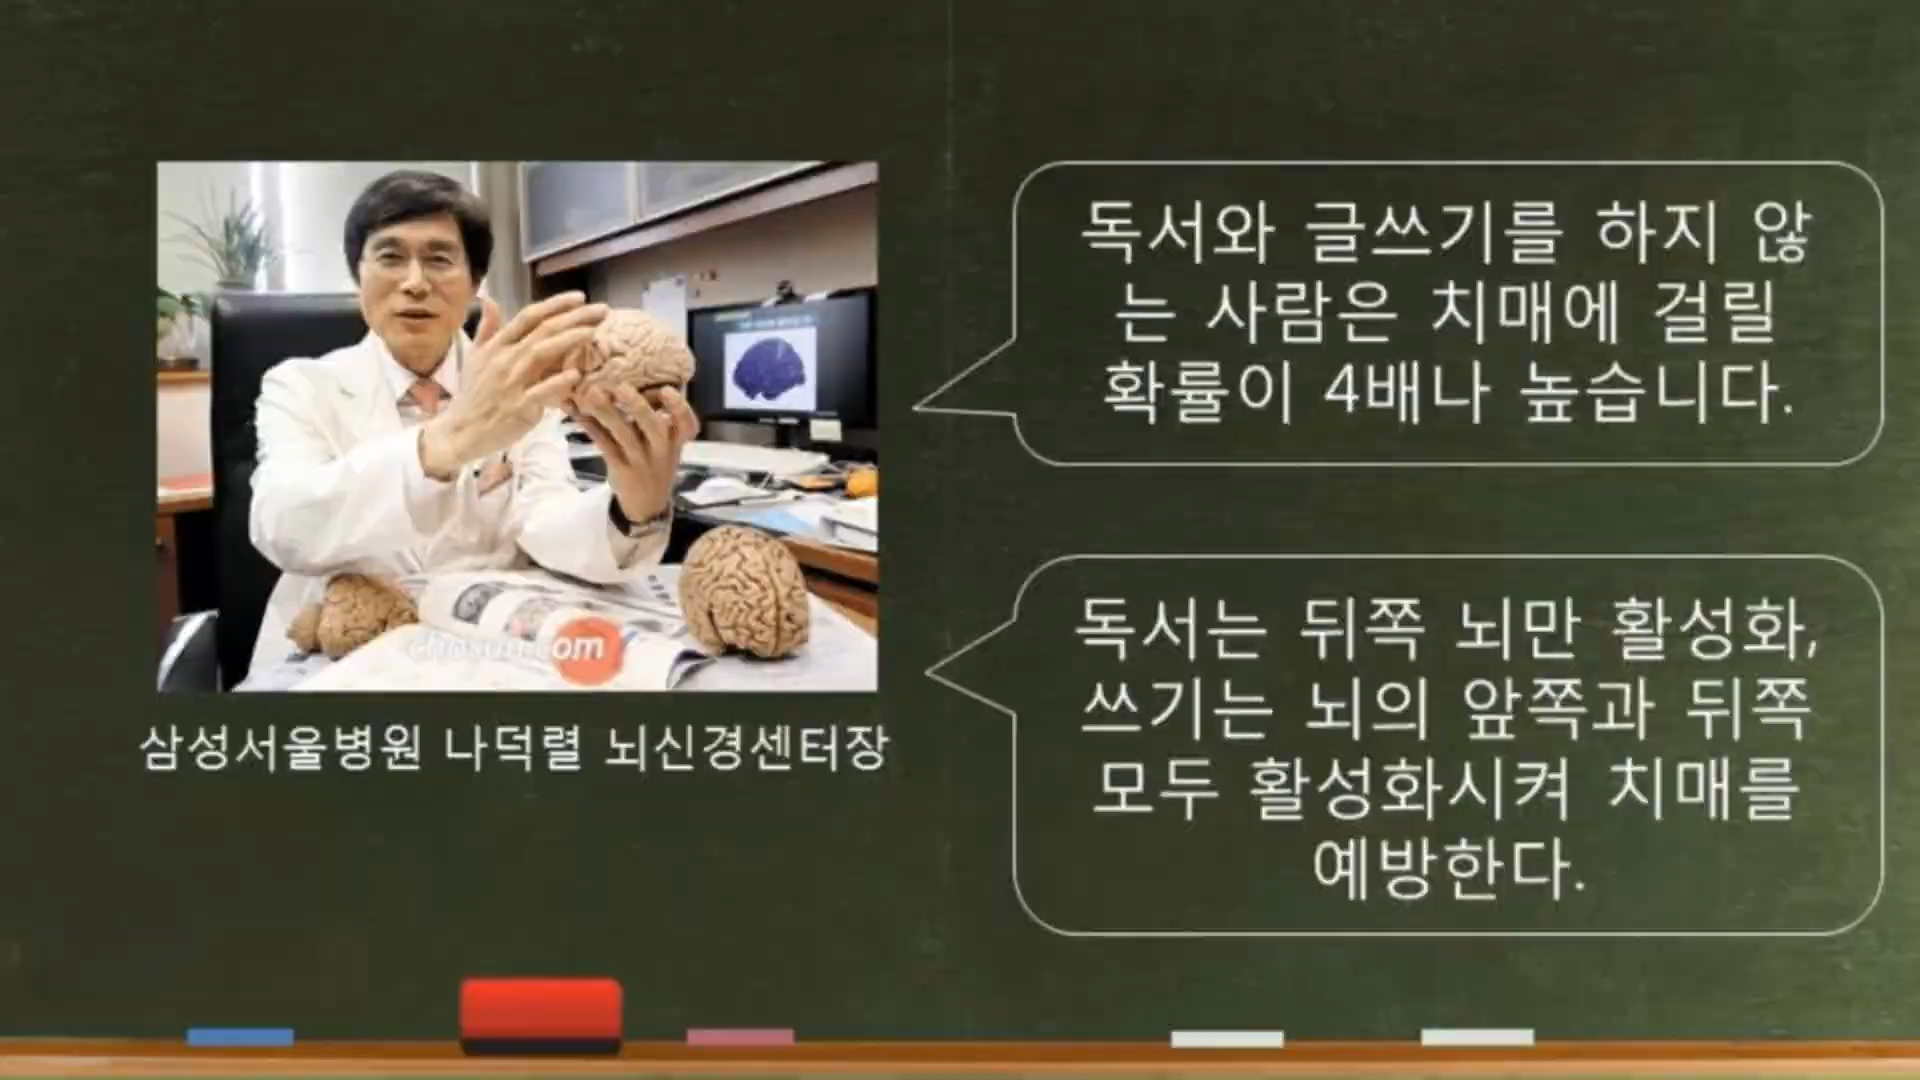 독서와 글쓰기를 하지 않
는 사람은 치매에 걸릴
확률이 4배나 높습니다.
독서는 뒤쪽 뇌만 활성화,
쓰기는 뇌의 앞쪽과 뒤쪽
모두 활성화시켜 치매를
예방한다.
chosun.com
삼성서울병원 나덕렬 뇌신경센터장